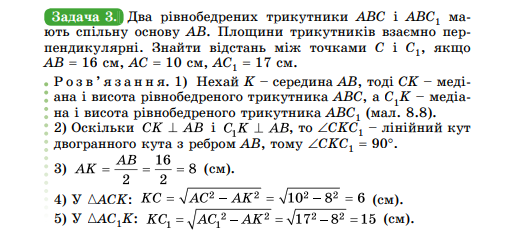 Задача 3. Два рівнобедрених трикутники ABC і ABC₁ ма-
ють спільну основу AB. Площини трикутників взаємно пер-
пендикулярні. Знайти відстань між точками C і C₁, якщо
AB = 16 см, AC = 10 см, AC₁ = 17 см.
Розв’язання. 1) Нехай K – середина AB, тоді CK – меді-
ана і висота рівнобедреного трикутника ABC, а C₁K – медіа-
на і висота рівнобедреного трикутника ABC₁ (мал. 8.8).
2) Оскільки CK ⊥ AB і C₁K ⊥ AB, то ∠CKC₁ – лінійний кут
двогранного кута з ребром AB, тому ∠CKC₁ = 90°.
3) AK = AB/2 = 16/2 = 8 (см).
4) У △ACK: KC = √(AC² – AK²) = √(10² – 8²) = 6 (см).
5) У △AC₁K: KC₁ = √(AC₁² – AK²) = √(17² – 8²) = 15 (см).